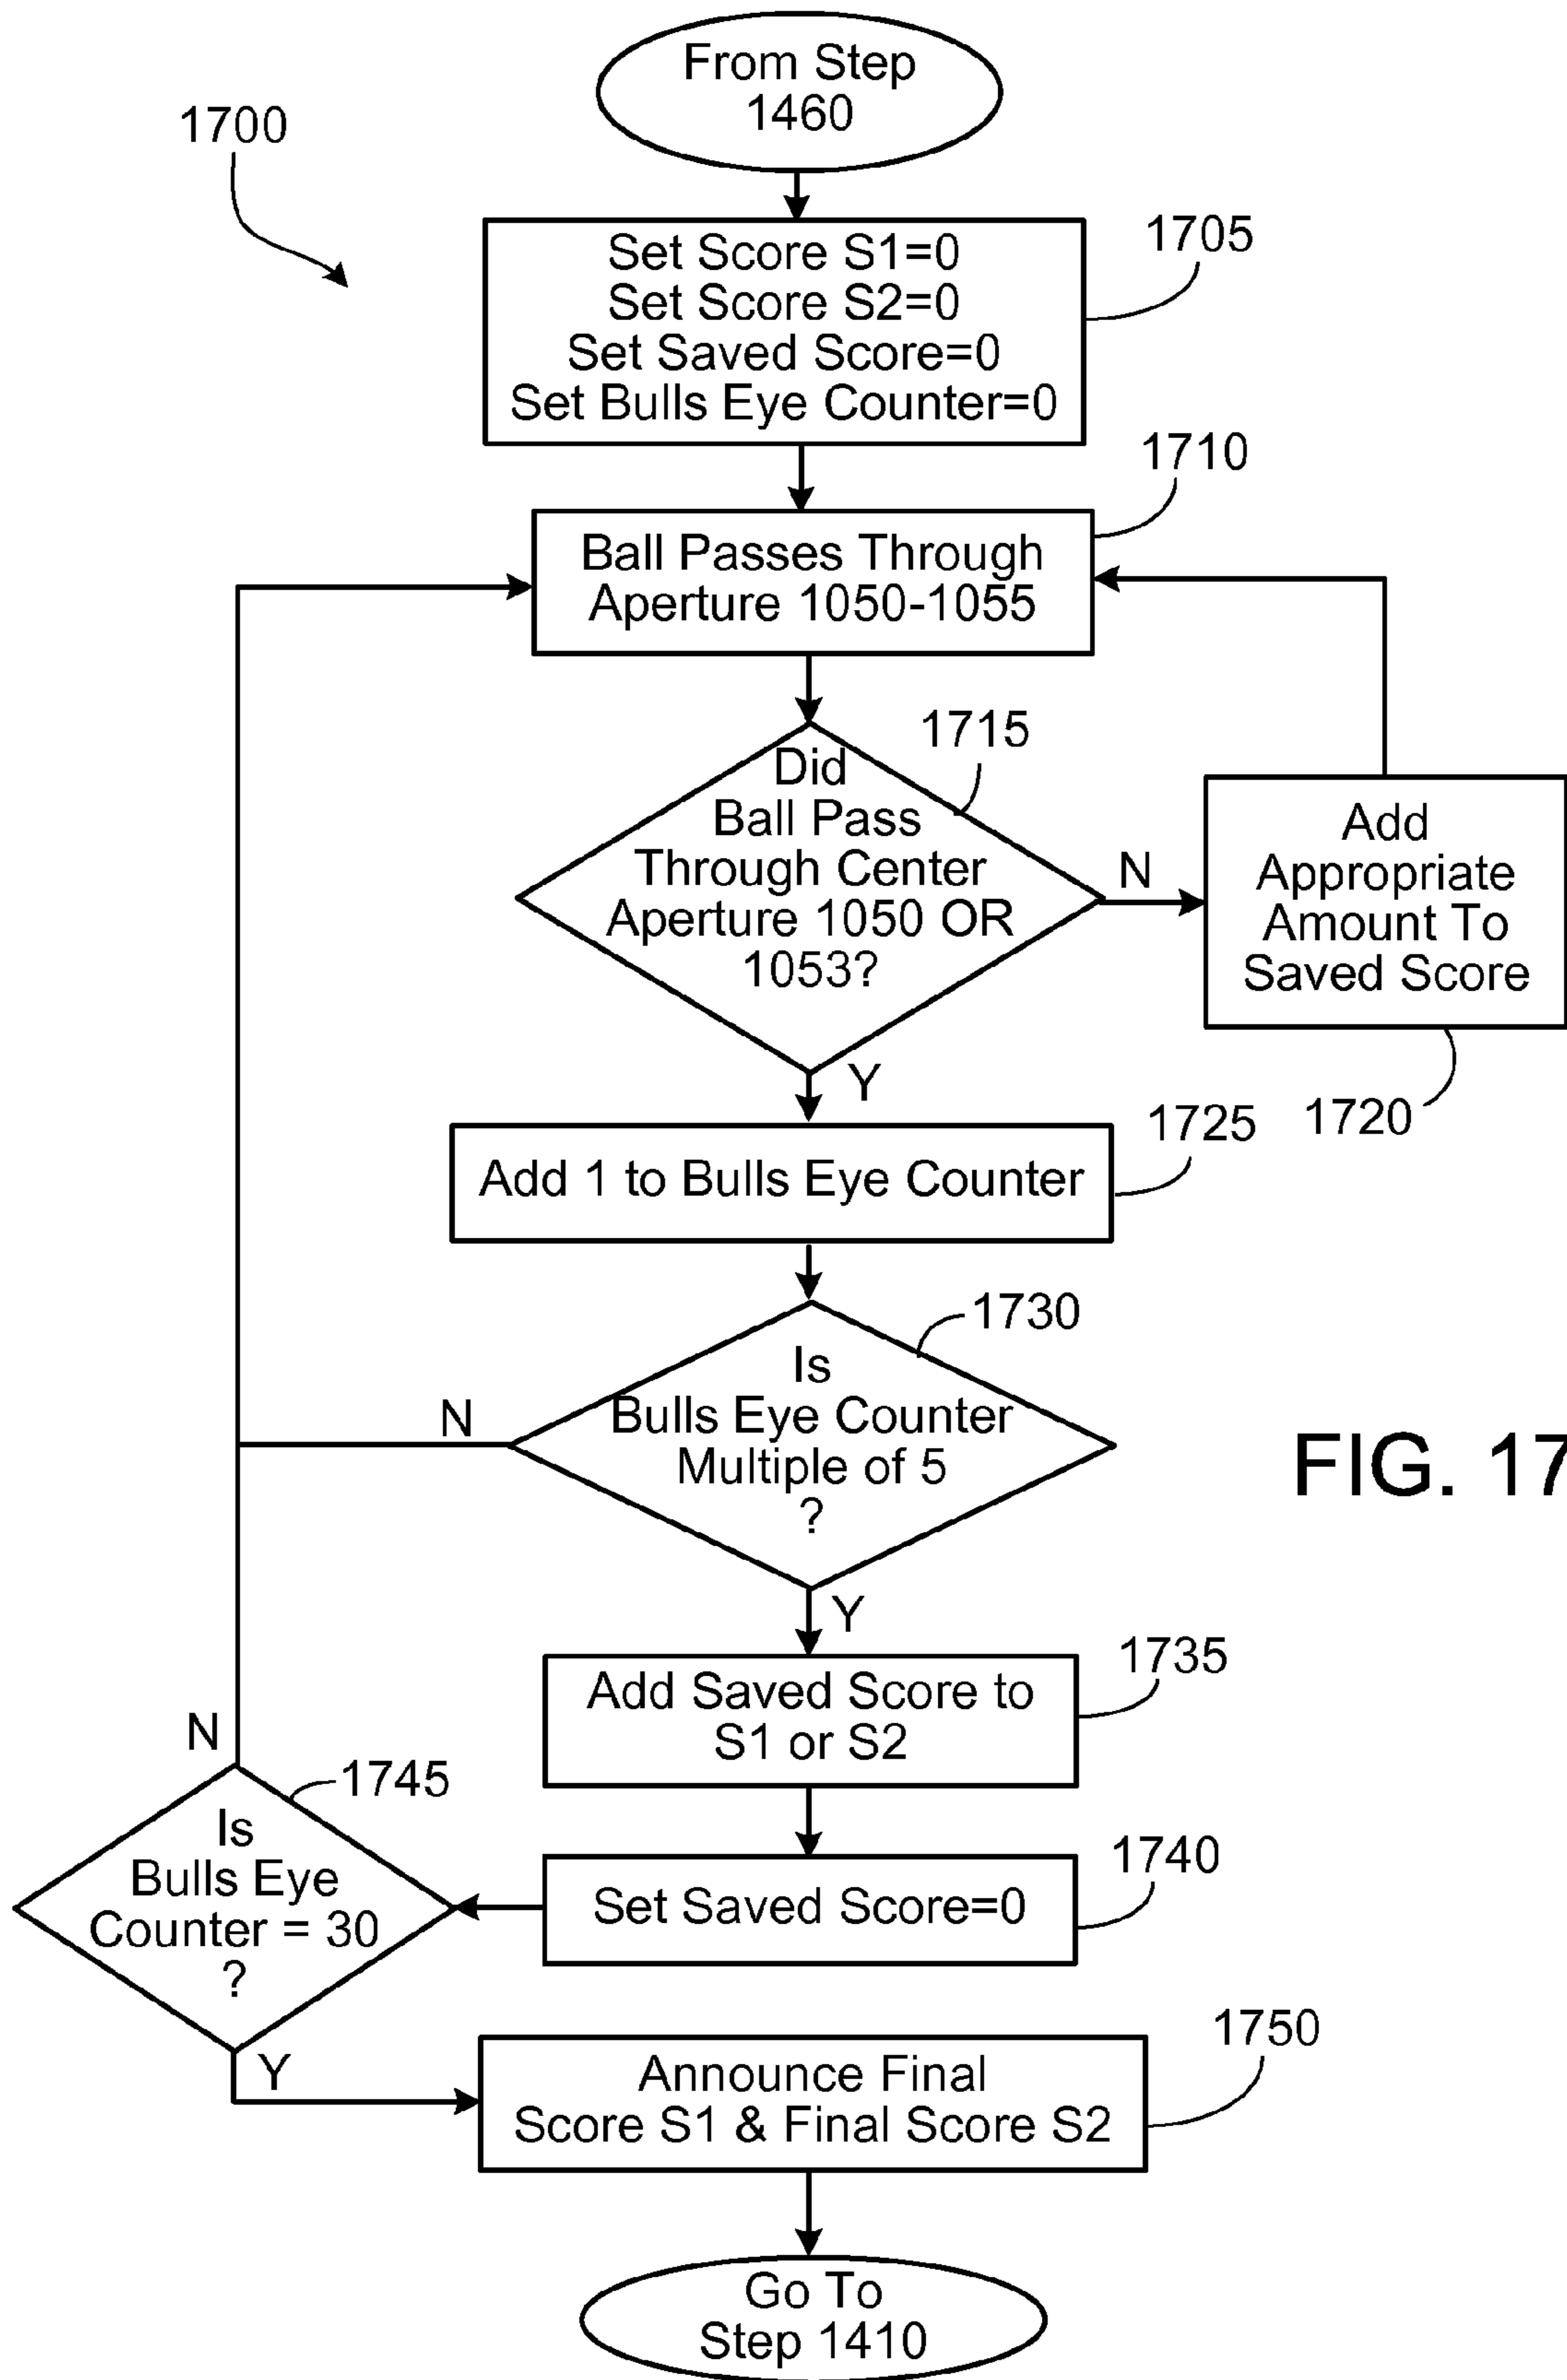 From Step
1460
1700
Set Score S1=0
Set Score S2=0
Set Saved Score=0
Set Bulls Eye Counter=0
1705
1710
Ball Passes Through
Aperture 1050-1055
1715
Did
Ball Pass
Through Center
Aperture 1050 OR
1053?
N
Add
Appropriate
Amount To
Saved Score
1720
Y
1725
Add 1 to Bulls Eye Counter
1730
Is
Bulls Eye Counter
Multiple of 5
?
N
FIG. 17
Y
1735
Add Saved Score to
S1 or S2
N
1745
Is
Bulls Eye
Counter = 30
?
1740
Set Saved Score=0
Y
1750
Announce Final
Score S1 & Final Score S2
Go To
Step 1410